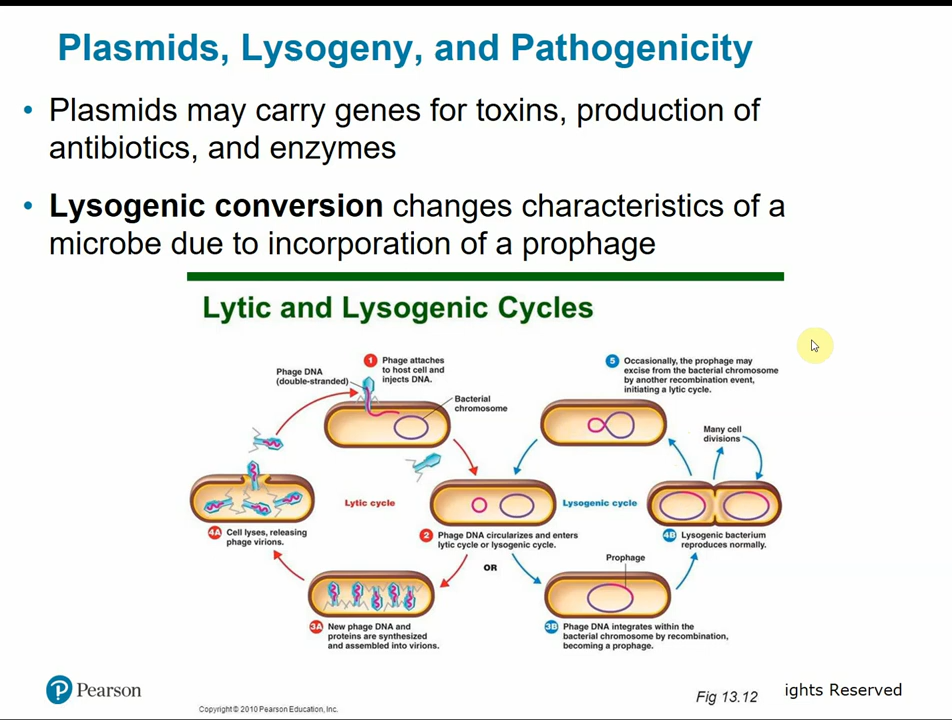 Plasmids, Lysogeny, and Pathogenicity
• Plasmids may carry genes for toxins, production of
antibiotics, and enzymes
• Lysogenic conversion changes characteristics of a
microbe due to incorporation of a prophage
Lytic and Lysogenic Cycles
1 Phage attaches
to host cell and
injects DNA.
Phage DNA
(double-stranded)
Bacterial
chromosome
5 Occasionally, the prophage may
excise from the bacterial chromosome
by another recombination event,
initiating a lytic cycle.
Many cell
divisions
Lytic cycle
Lysogenic cycle
4A Cell lyses, releasing
phage virions.
2 Phage DNA circularizes and enters
lytic cycle or lysogenic cycle.
4B Lysogenic bacterium
reproduces normally.
OR
Prophage
3A New phage DNA and
proteins are synthesized
and assembled into virions.
3B Phage DNA integrates within the
bacterial chromosome by recombination,
becoming a prophage.
P Pearson
Copyright © 2010 Pearson Education, Inc.
Fig 13.12
ights Reserved